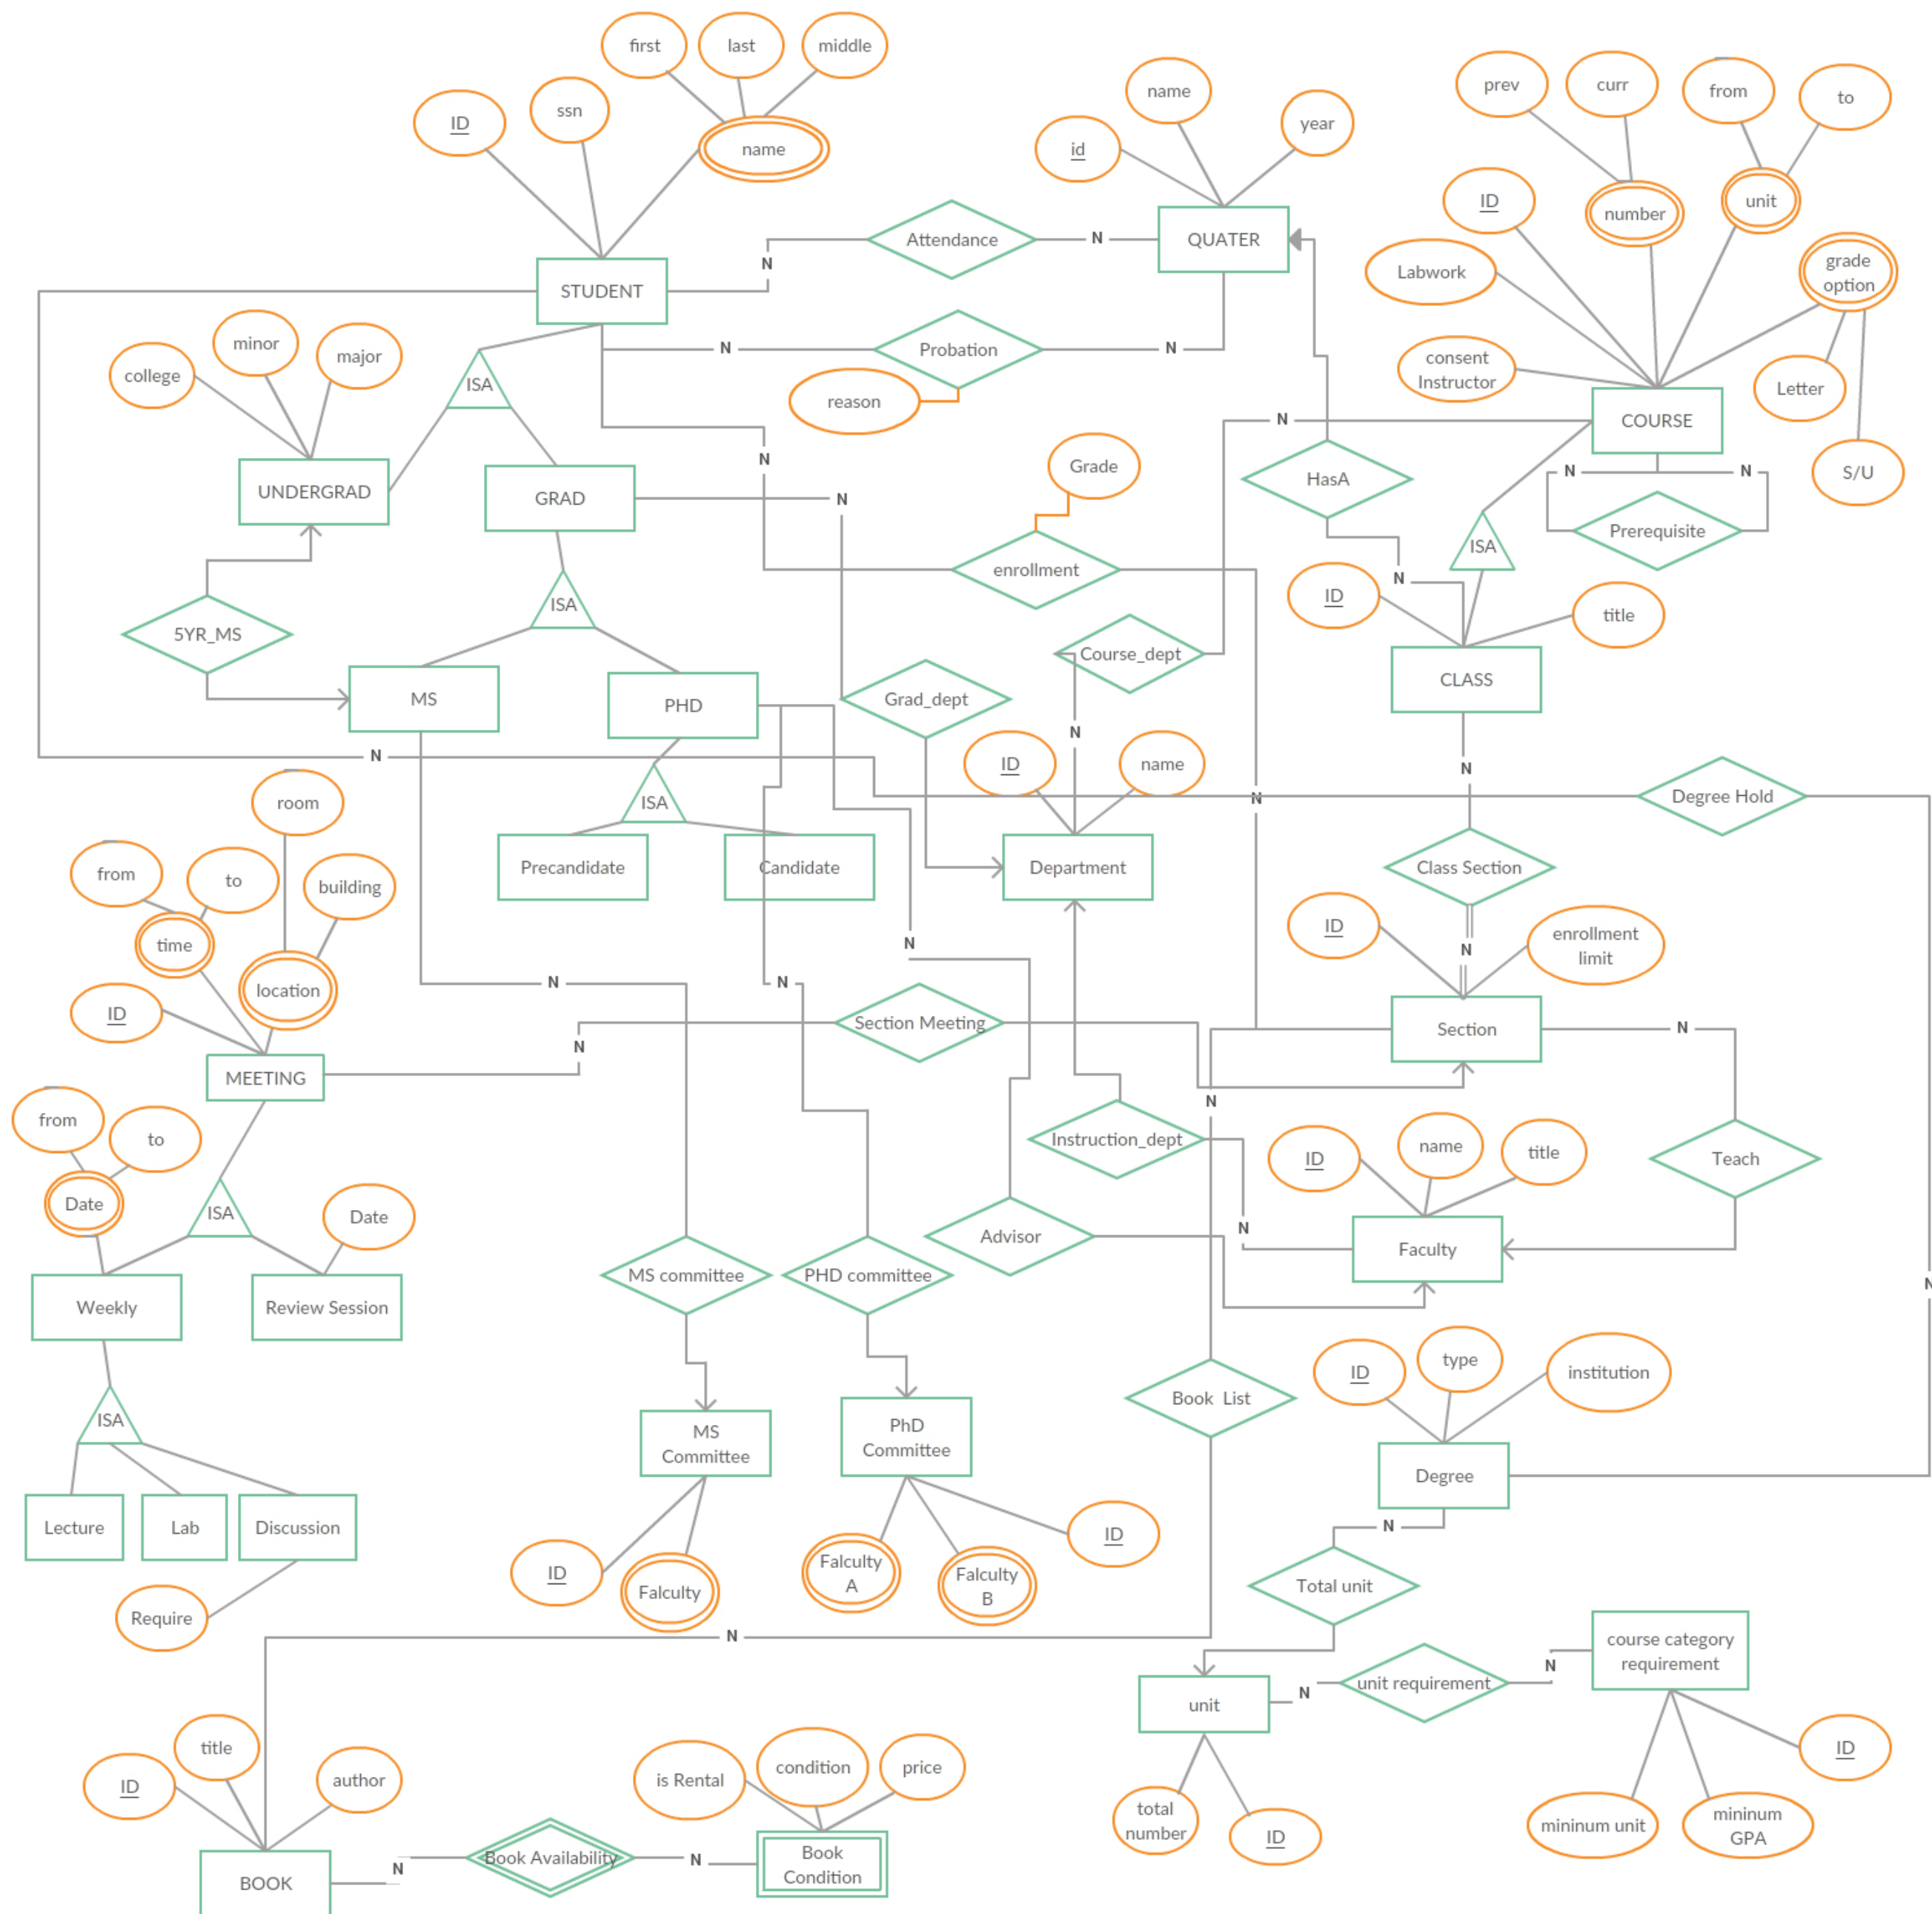 first
last
middle
ID
ssn
name
name
id
year
prev
curr
from
to
ID
number
unit
Labwork
grade
option
consent
Instructor
Letter
S/U
STUDENT
Attendance
N
N
QUATER
COURSE
college
minor
major
ISA
N
Probation
N
reason
N
UNDERGRAD
GRAD
N
N
Grade
HasA
N
N
Prerequisite
ISA
enrollment
ID
title
N
5YR_MS
ISA
Course_dept
MS
PHD
Grad_dept
CLASS
N
N
ID
name
N
N
Degree Hold
room
ISA
from
to
building
Precandidate
Candidate
Department
Class Section
time
location
N
ID
enrollment
limit
N
ID
N
N
Section Meeting
Section
N
N
MEETING
from
to
N
Date
ISA
Date
Instruction_dept
ID
name
title
Teach
N
Advisor
Faculty
N
Weekly
Review Session
MS committee
PHD committee
ISA
MS
Committee
PhD
Committee
Book  List
ID
type
institution
Degree
Lecture
Lab
Discussion
ID
Falculty
Falculty
A
Falculty
B
ID
N
Total unit
Require
N
unit
N
unit requirement
N
course category
requirement
ID
title
author
is Rental
condition
price
total
number
ID
mininum unit
mininum
GPA
ID
BOOK
N
Book Availability
N
Book
Condition